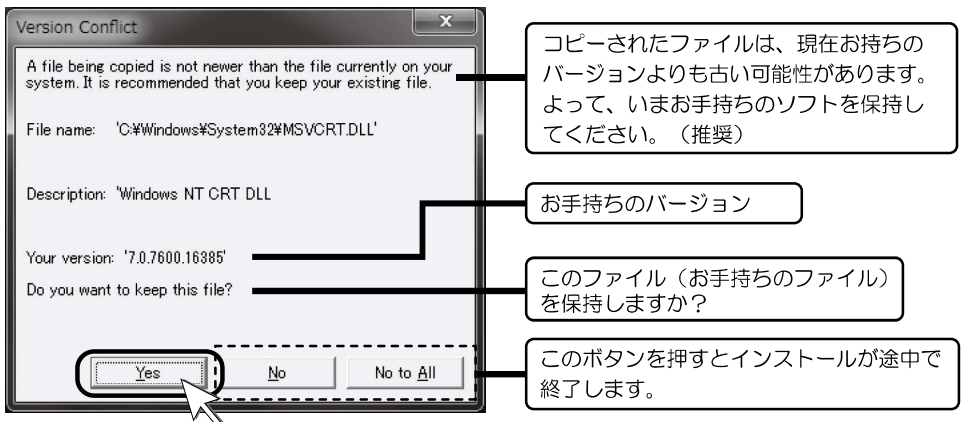 Version Conflict
x
A file being copied is not newer than the file currently on your
system. It is recommended that you keep your existing file.
File name: 'C:¥Windows¥System32¥MSVCRT.DLL'
Description: 'Windows NT CRT DLL
Your version: '7.0.7600.16385'
Do you want to keep this file?
Yes
No
No to All
コピーされたファイルは、現在お持ちの
バージョンよりも古い可能性があります。
よって、いまお手持ちのソフトを保持し
てください。（推奨）
お手持ちのバージョン
このファイル（お手持ちのファイル）
を保持しますか？
このボタンを押すとインストールが途中で
終了します。